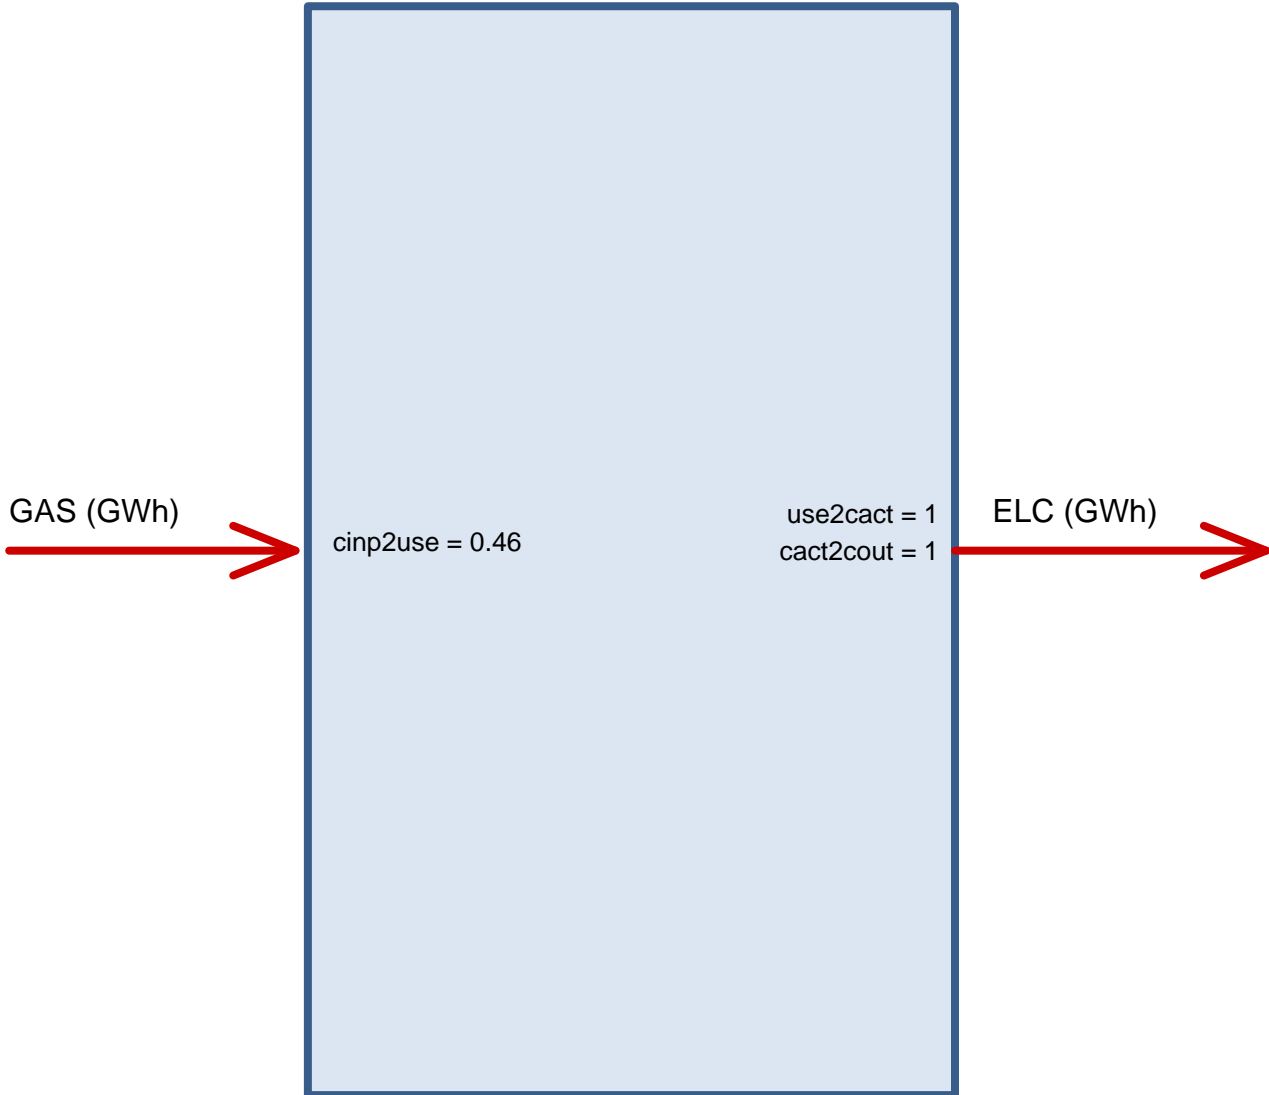 GAS (GWh)
cinp2use = 0.46
use2cact = 1
cact2cout = 1
ELC (GWh)